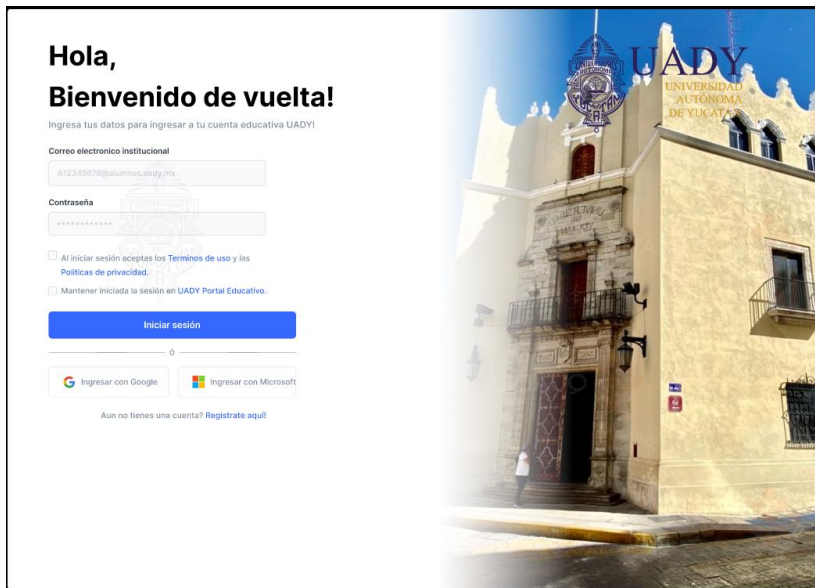 Hola,
Bienvenido de vuelta!
Ingresa tus datos para ingresar a tu cuenta educativa UADY!
Correo electronico institucional
A12345678@alumnos.uady.mx
Contraseña
************
Al iniciar sesión aceptas los Terminos de uso y las
Politicas de privacidad.
Mantener iniciada la sesión en UADY Portal Educativo.
Iniciar sesión
O
Ingresar con Google
Ingresar con Microsoft
Aun no tienes una cuenta? Registrate aquí!
UADY
UNIVERSIDAD
AUTÓNOMA
DE YUCATÁN